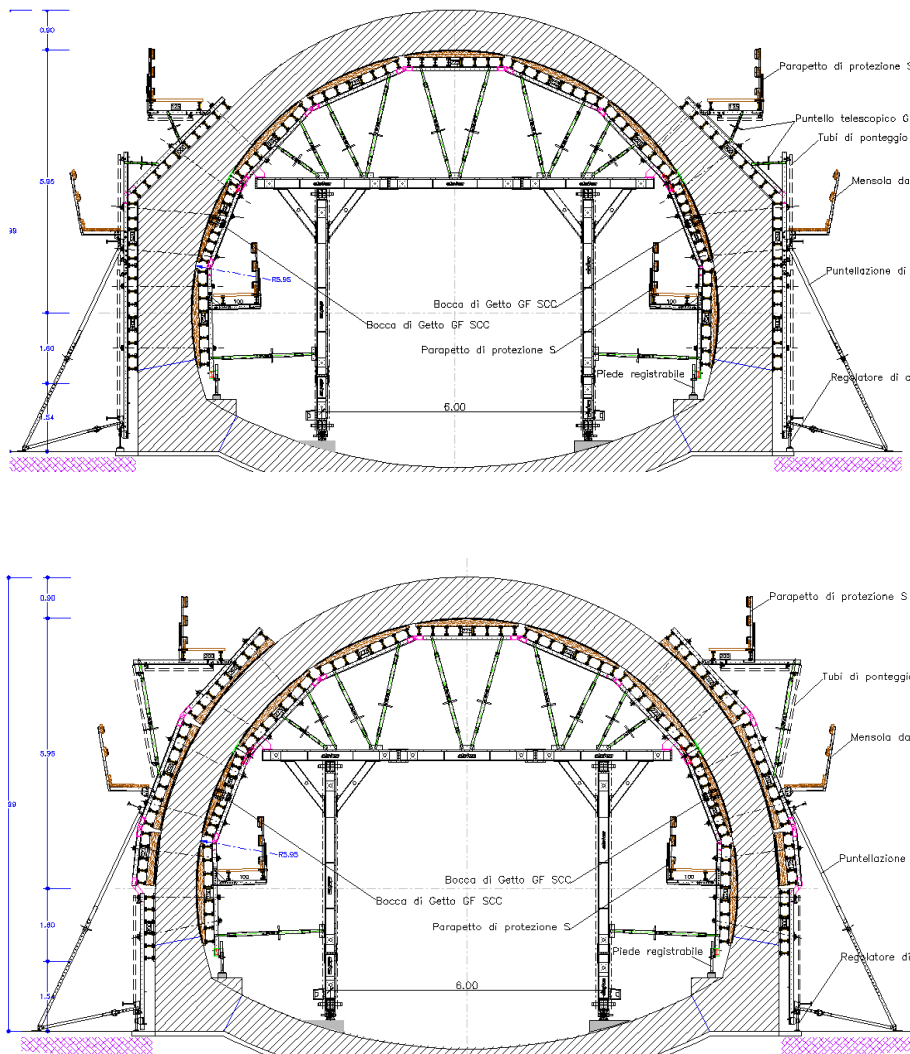 0.90
Parapetto di protezione S
Puntello telescopico G
Tubi di ponteggio
5.95
Mensola da
R5.95
Puntellazione di
100
100
Bocca di Getto GF SCC
Bocca di Getto GF SCC
1.60
Parapetto di protezione S
Piede registrabile
Regolatore di
6.00
1.54
0.90
Parapetto di protezione S
Tubi di ponteggio
5.95
Mensola da
R5.95
Puntellazione
100
100
Bocca di Getto GF SCC
Bocca di Getto GF SCC
1.60
Parapetto di protezione S
Piede registrabile
Regolatore di
6.00
1.54